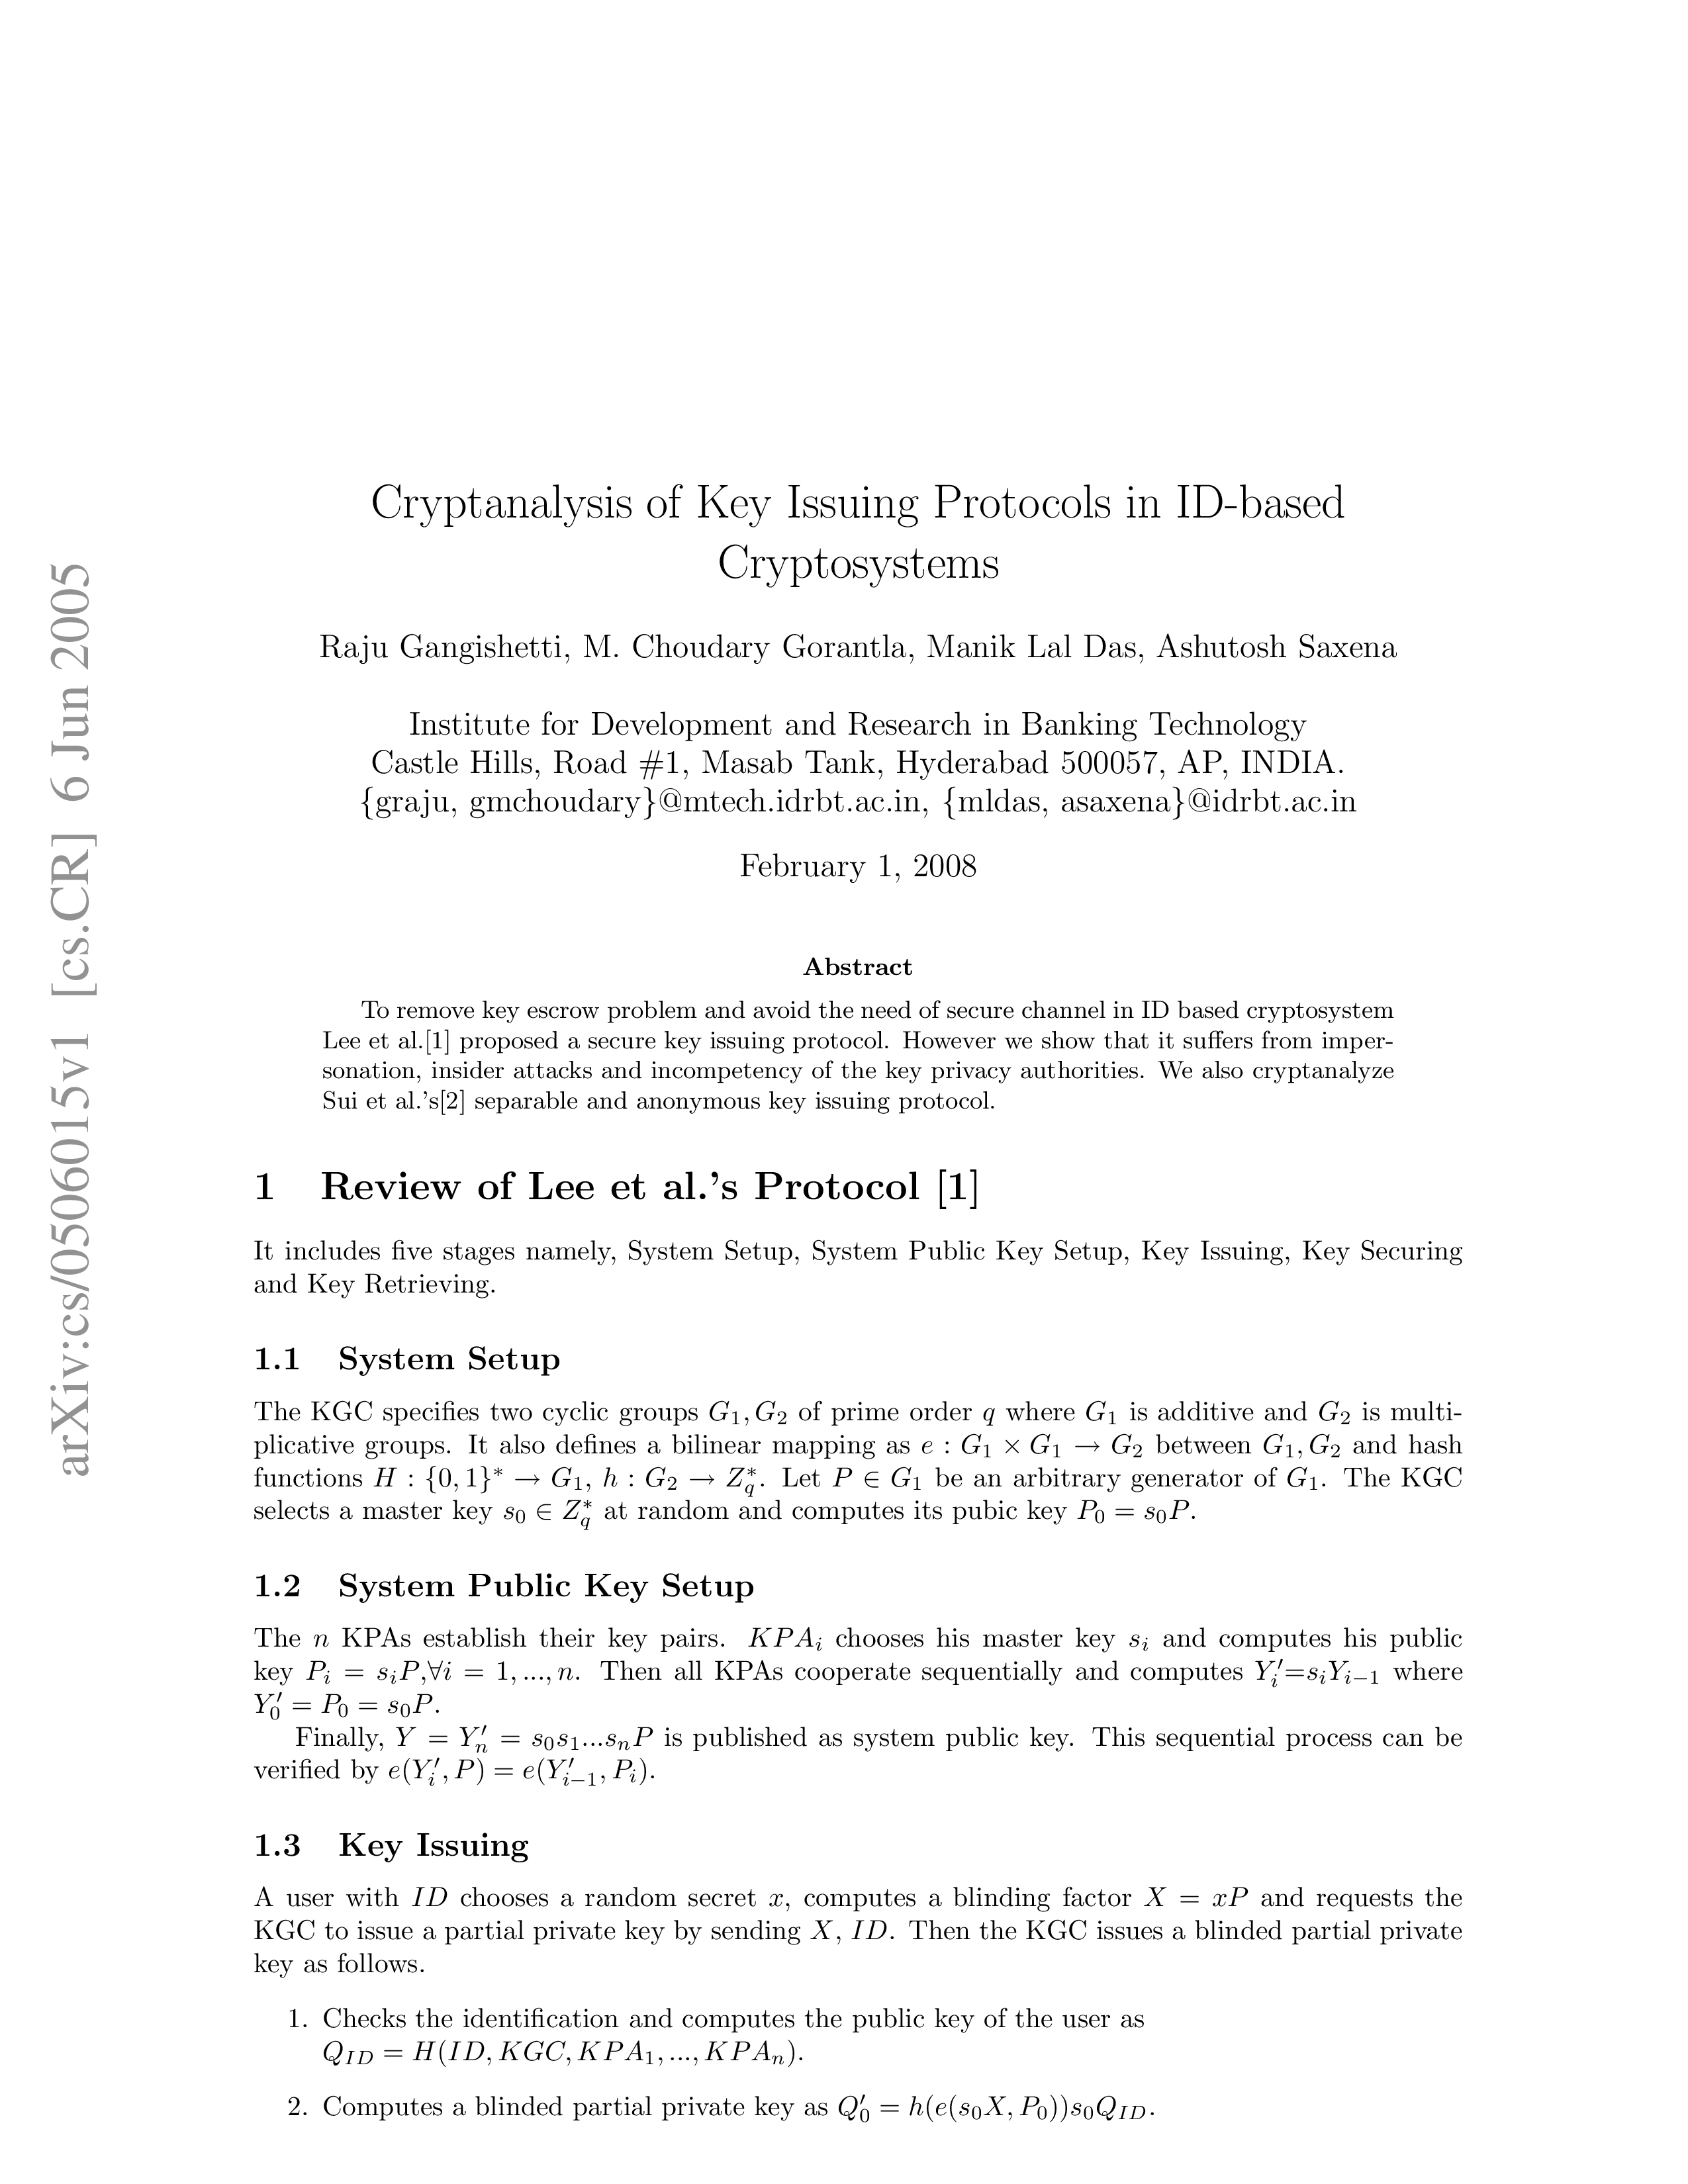 arXiv:cs/0506015v1 [cs.CR] 6 Jun 2005
Cryptanalysis of Key Issuing Protocols in ID-based
Cryptosystems
Raju Gangishetti, M. Choudary Gorantla, Manik Lal Das, Ashutosh Saxena
Institute for Development and Research in Banking Technology
Castle Hills, Road #1, Masab Tank, Hyderabad 500057, AP, INDIA.
{graju, gmchoudary}@mtech.idrbt.ac.in, {mldas, asaxena}@idrbt.ac.in
February 1, 2008
Abstract
To remove key escrow problem and avoid the need of secure channel in ID based cryptosystem
Lee et al.[1] proposed a secure key issuing protocol. However we show that it suffers from imper-
sonation, insider attacks and incompetency of the key privacy authorities. We also cryptanalyze
Sui et al.'s[2] separable and anonymous key issuing protocol.
1 Review of Lee et al.'s Protocol [1]
It includes five stages namely, System Setup, System Public Key Setup, Key Issuing, Key Securing
and Key Retrieving.
1.1 System Setup
The KGC specifies two cyclic groups $G_1, G_2$ of prime order $q$ where $G_1$ is additive and $G_2$ is multi-
plicative groups. It also defines a bilinear mapping as $e : G_1 \times G_1 \to G_2$ between $G_1, G_2$ and hash
functions $H : \{0,1\}^* \to G_1$, $h : G_2 \to Z_q^*$. Let $P \in G_1$ be an arbitrary generator of $G_1$. The KGC
selects a master key $s_0 \in Z_q^*$ at random and computes its pubic key $P_0 = s_0P$.
1.2 System Public Key Setup
The $n$ KPAs establish their key pairs. $KPA_i$ chooses his master key $s_i$ and computes his public
key $P_i = s_iP$,$\forall i = 1, ..., n$. Then all KPAs cooperate sequentially and computes $Y_i'$=$s_iY_{i-1}$ where
$Y_0' = P_0 = s_0P$.
Finally, $Y = Y_n' = s_0s_1...s_nP$ is published as system public key. This sequential process can be
verified by $e(Y_i', P) = e(Y_{i-1}', P_i)$.
1.3 Key Issuing
A user with $ID$ chooses a random secret $x$, computes a blinding factor $X = xP$ and requests the
KGC to issue a partial private key by sending $X, ID$. Then the KGC issues a blinded partial private
key as follows.
1. Checks the identification and computes the public key of the user as
$Q_{ID} = H(ID, KGC, KPA_1, ..., KPA_n)$.
2. Computes a blinded partial private key as $Q_0' = h(e(s_0X, P_0))s_0Q_{ID}$.